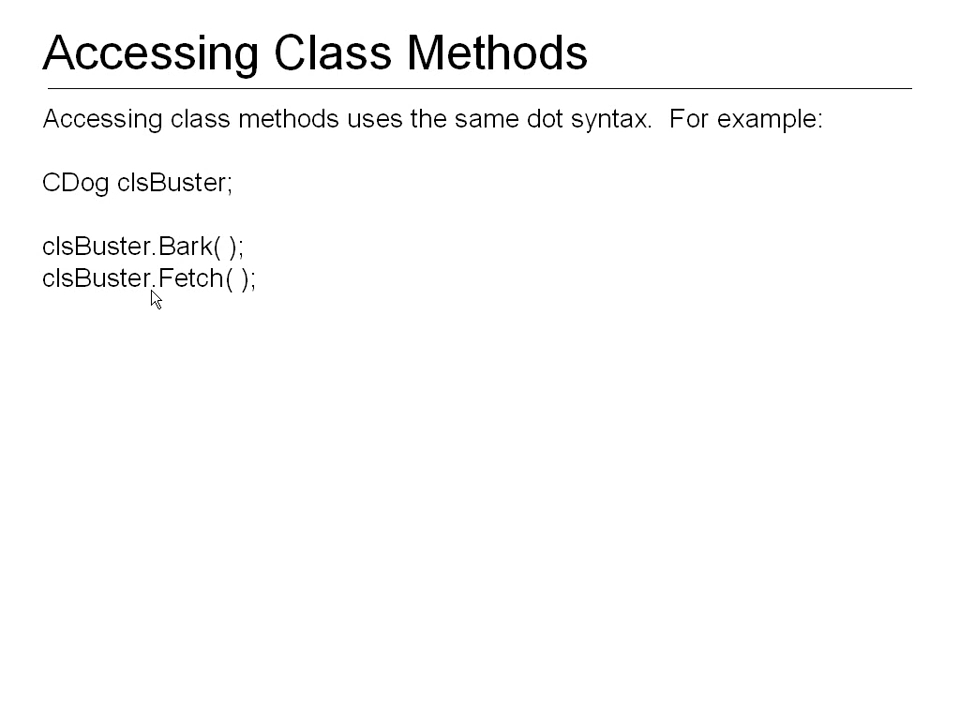 Accessing Class Methods
Accessing class methods uses the same dot syntax.  For example:
CDog clsBuster;
clsBuster.Bark( );
clsBuster.Fetch( );